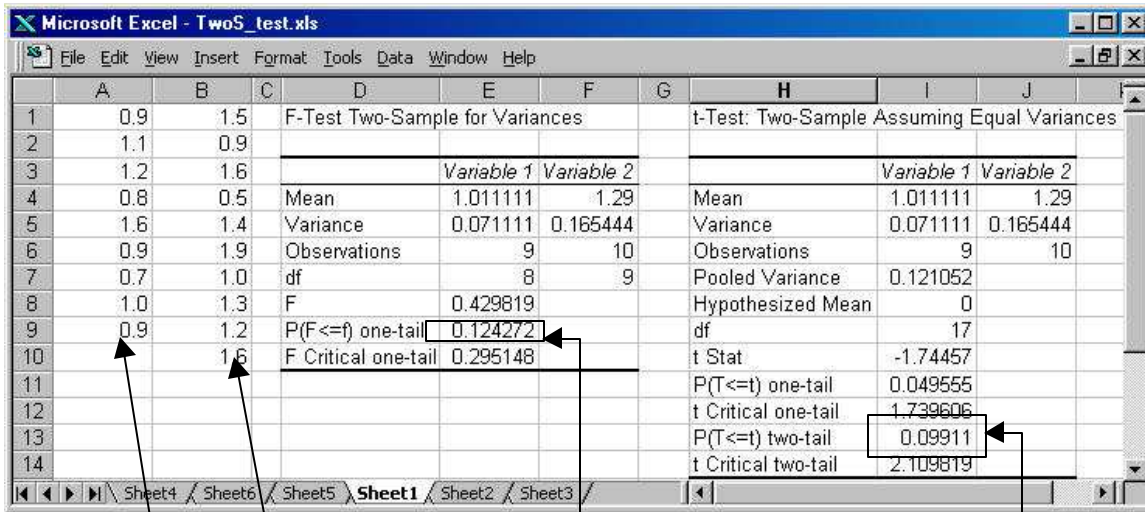 Microsoft Excel - TwoS_test.xls
File Edit View Insert Format Tools Data Window Help
A B C D E F G H I J
1 0.9 1.5 F-Test Two-Sample for Variances t-Test: Two-Sample Assuming Equal Variances
2 1.1 0.9
3 1.2 1.6 Variable 1 Variable 2 Variable 1 Variable 2
4 0.8 0.5 Mean 1.011111 1.29 Mean 1.011111 1.29
5 1.6 1.4 Variance 0.071111 0.165444 Variance 0.071111 0.165444
6 0.9 1.9 Observations 9 10 Observations 9 10
7 0.7 1.0 df 8 9 Pooled Variance 0.121052
8 1.0 1.3 F 0.429819 Hypothesized Mean 0
9 0.9 1.2 P(F<=f) one-tail 0.124272 df 17
10 1.6 F Critical one-tail 0.295148 t Stat -1.74457
11 P(T<=t) one-tail 0.049555
12 t Critical one-tail 1.739606
13 P(T<=t) two-tail 0.09911
14 t Critical two-tail 2.109819
Sheet4 Sheet6 Sheet5 Sheet1 Sheet2 Sheet3